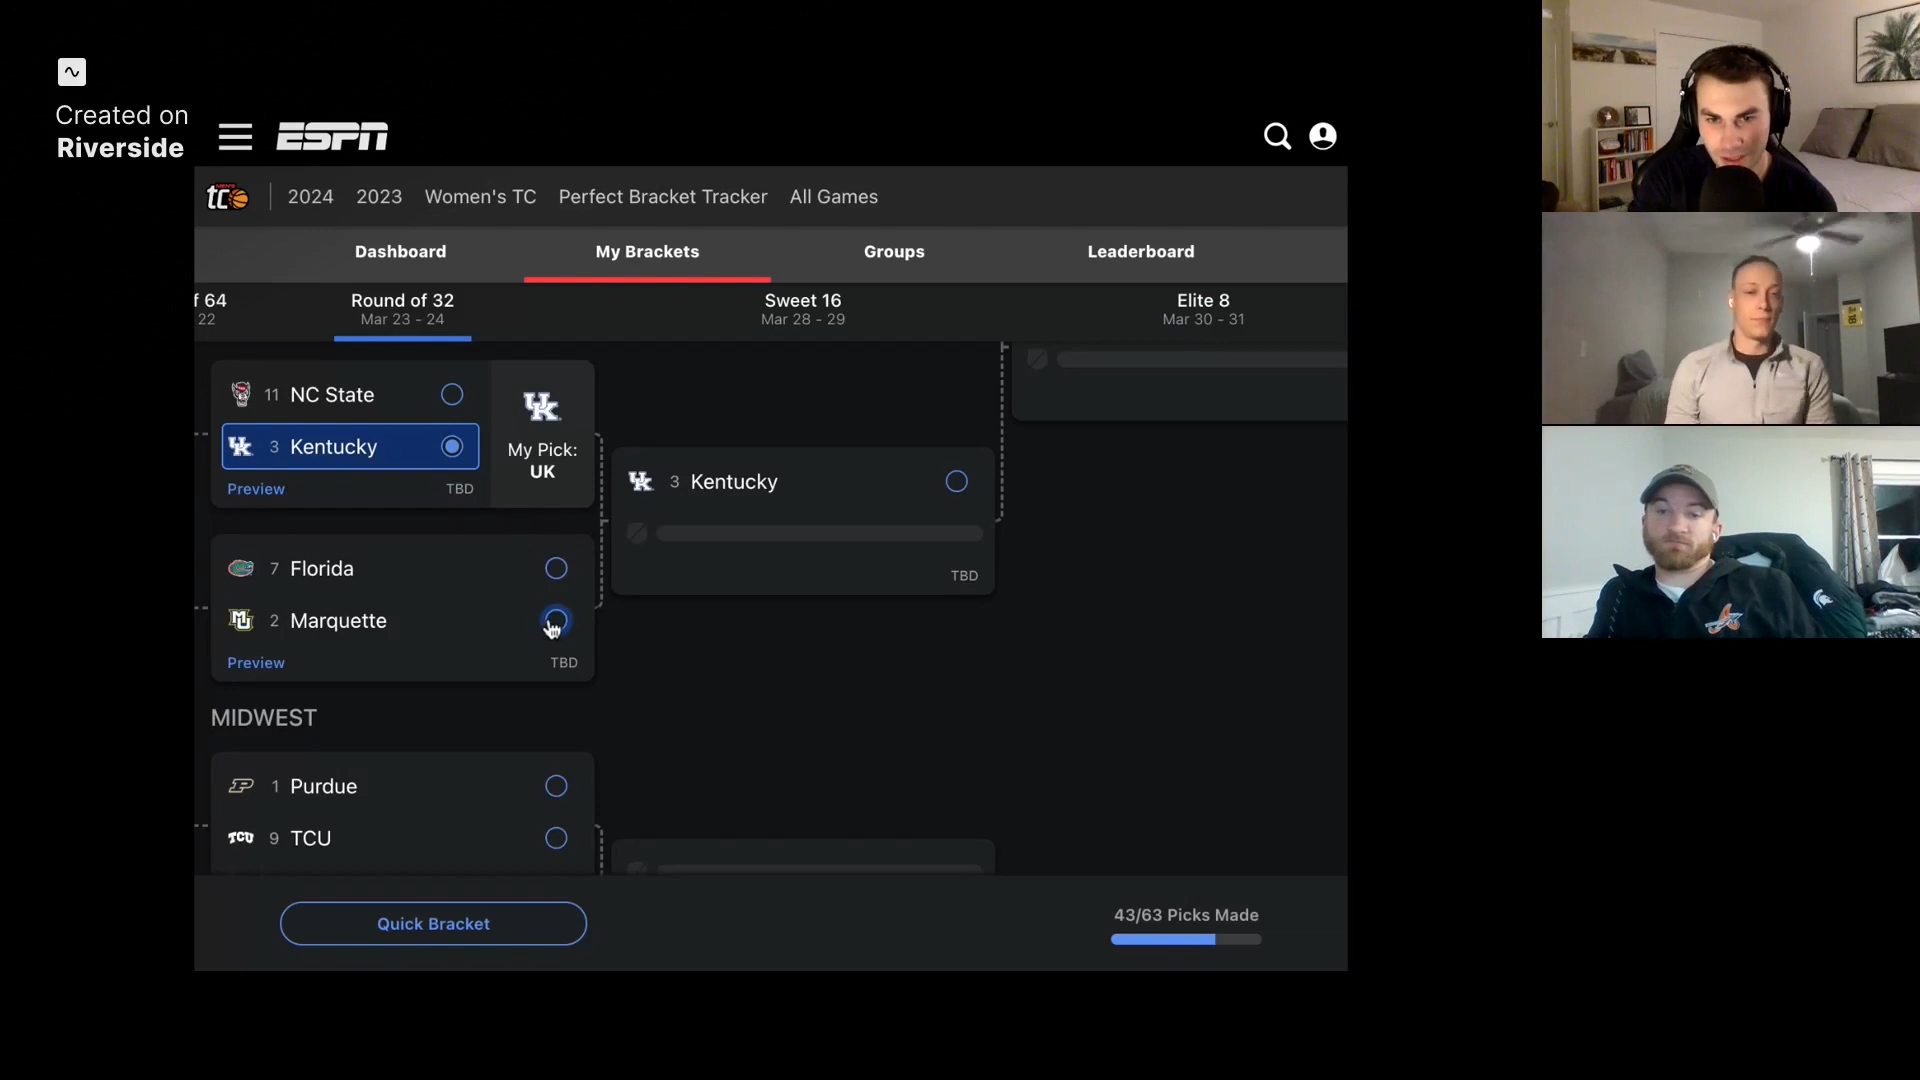 Created on
Riverside
ESPN
MEN'S
tc
2024 2023 Women's TC Perfect Bracket Tracker All Games
Dashboard My Brackets Groups Leaderboard
f 64 Round of 32 Sweet 16 Elite 8
22 Mar 23 - 24 Mar 28 - 29 Mar 30 - 31
11 NC State
3 Kentucky
My Pick:
UK
Preview TBD
3 Kentucky
TBD
7 Florida
MU 2 Marquette
Preview TBD
MIDWEST
P 1 Purdue
TCU 9 TCU
Quick Bracket
43/63 Picks Made